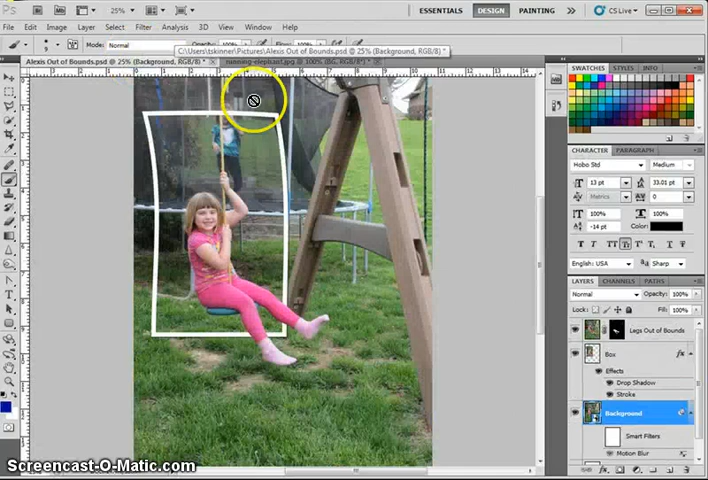 Ps
25%
ESSENTIALS
DESIGN
PAINTING
CS Live
File
Edit
Image
Layer
Select
Filter
Analysis
3D
View
Window
Help
Mode:
Normal
C:\Users\tskinner\Pictures\Alexis Out of Bounds.psd @ 25% (Background, RGB/8) *
Alexis Out of Bounds.psd @ 25% (Background, RGB/8) *
running-elephant.jpg @ 100% (BG, RGB/8*) *
SWATCHES
STYLES
INFO
CHARACTER
PARAGRAPH
Hobo Std
Medium
13 pt
33.01 pt
Metrics
0
100%
100%
-14 pt
Color:
English: USA
Sharp
LAYERS
CHANNELS
PATHS
Normal
Opacity: 100%
Lock:
Fill: 100%
Legs Out of Bounds
Box
fx
Effects
Drop Shadow
Stroke
Background
Smart Filters
Motion Blur
Screencast-O-Matic.com